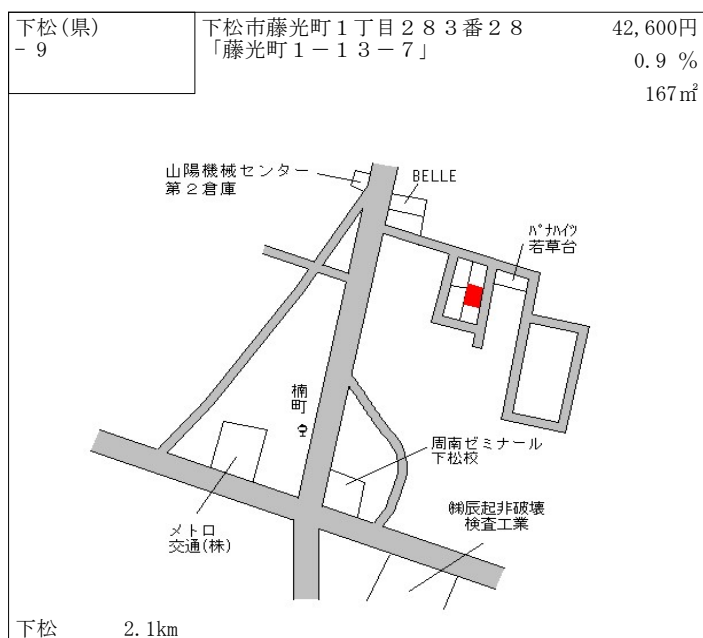 下松(県)
- 9
下松市藤光町１丁目２８３番２８
「藤光町１－１３－７」
42,600円
0.9 %
167㎡
山陽機械センター
第２倉庫
BELLE
ﾊﾟﾅﾊｲﾂ
若草台
楠町
周南ゼミナール
下松校
㈱辰起非破壊
検査工業
メトロ
交通(株)
下松 2.1km